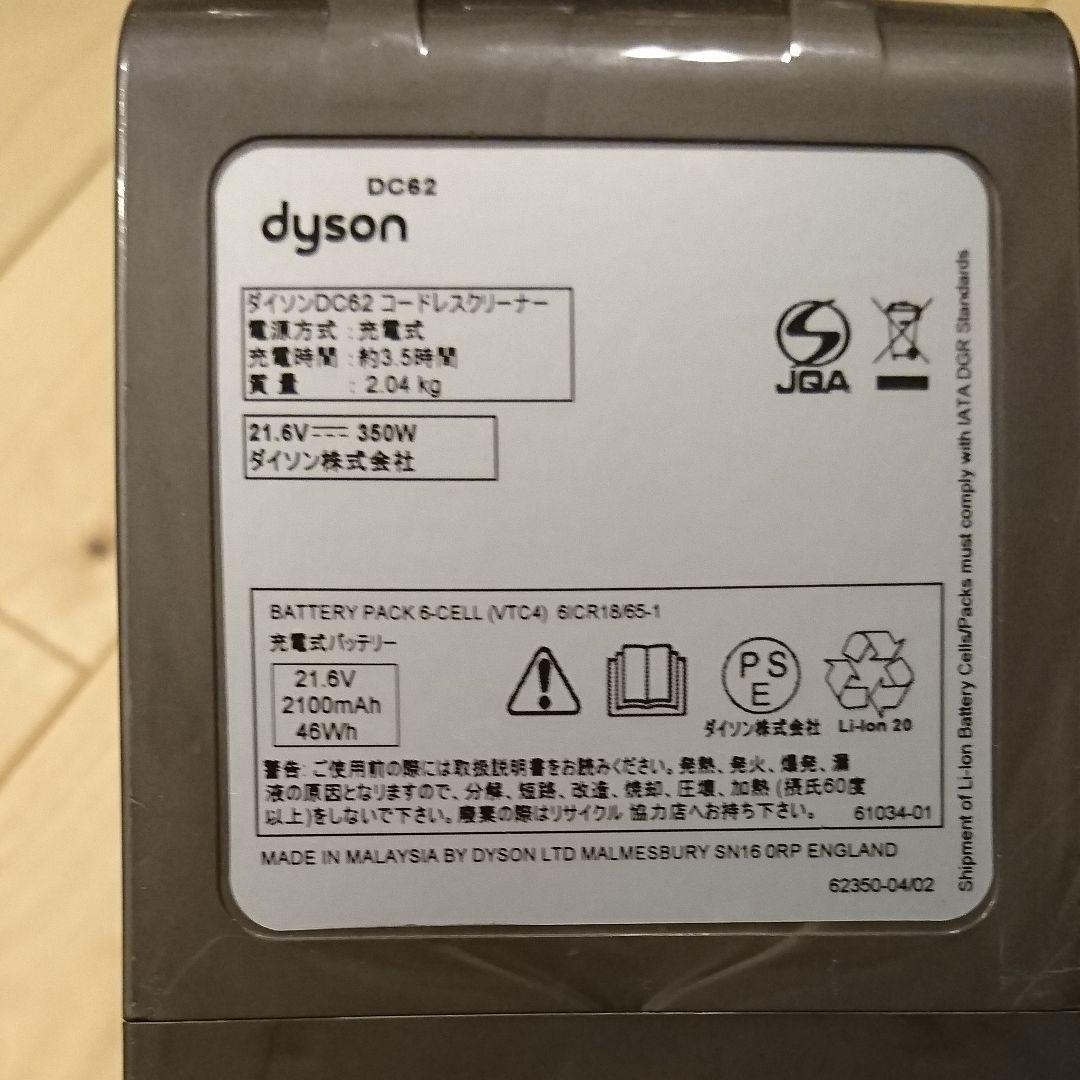 DC62
dyson
ダイソンDC62 コードレスクリーナー
電源方式 : 充電式
充電時間 : 約3.5時間
質量 : 2.04 kg
21.6V⎓ 350W
ダイソン株式会社
JQA
BATTERY PACK 6-CELL (VTC4) 6ICR18/65-1
充電式バッテリー
21.6V
2100mAh
46Wh
PS
E
ダイソン株式会社
Li-Ion 20
警告: ご使用前の際には取扱説明書をお読みください。発熱、発火、爆発、漏
液の原因となりますので、分解、短路、改造、焼却、圧壊、加熱 (摂氏60度
以上)をしないで下さい。廃棄の際はリサイクル 協力店へお持ち下さい。
61034-01
MADE IN MALAYSIA BY DYSON LTD MALMESBURY SN16 0RP ENGLAND
62350-04/02
Shipment of Li-Ion Battery Cells/Packs must comply with IATA DGR Standards